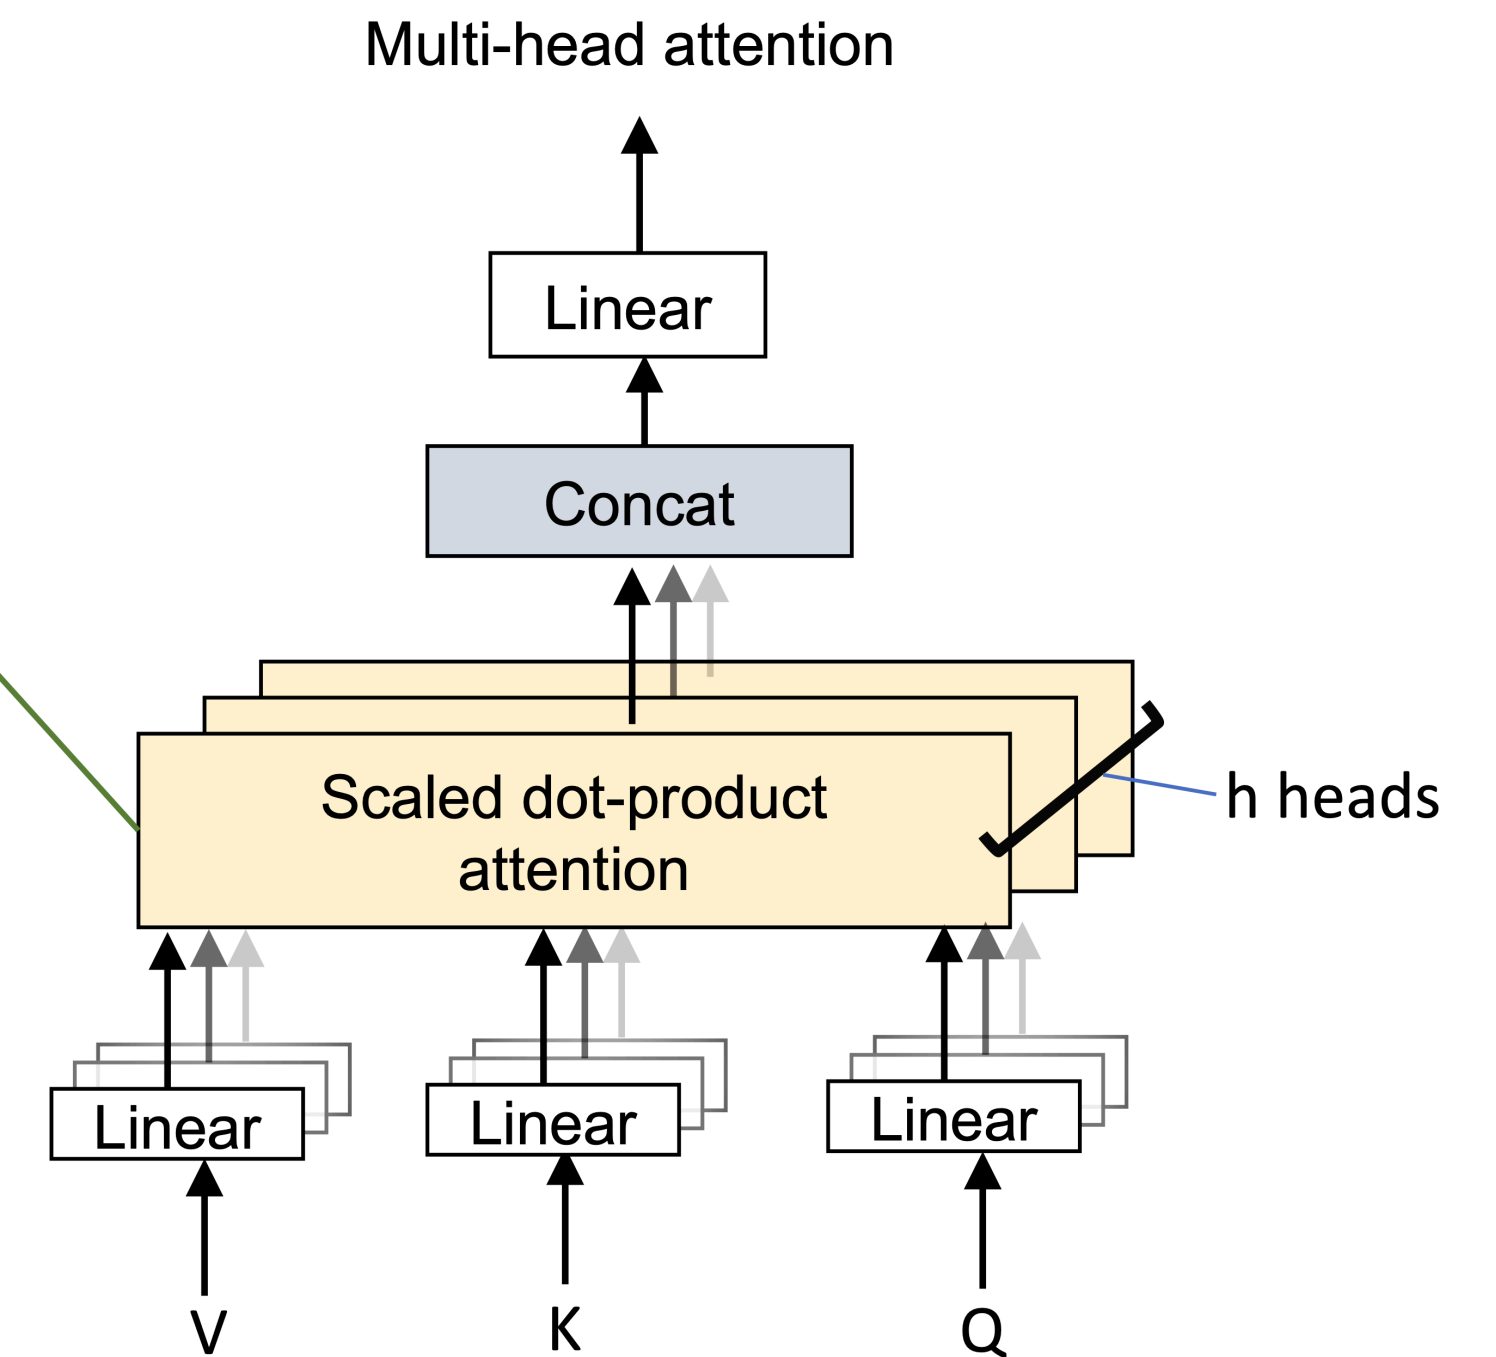 Multi-head attention
Linear
Concat
Scaled dot-product
attention
h heads
Linear
Linear
Linear
V
K
Q